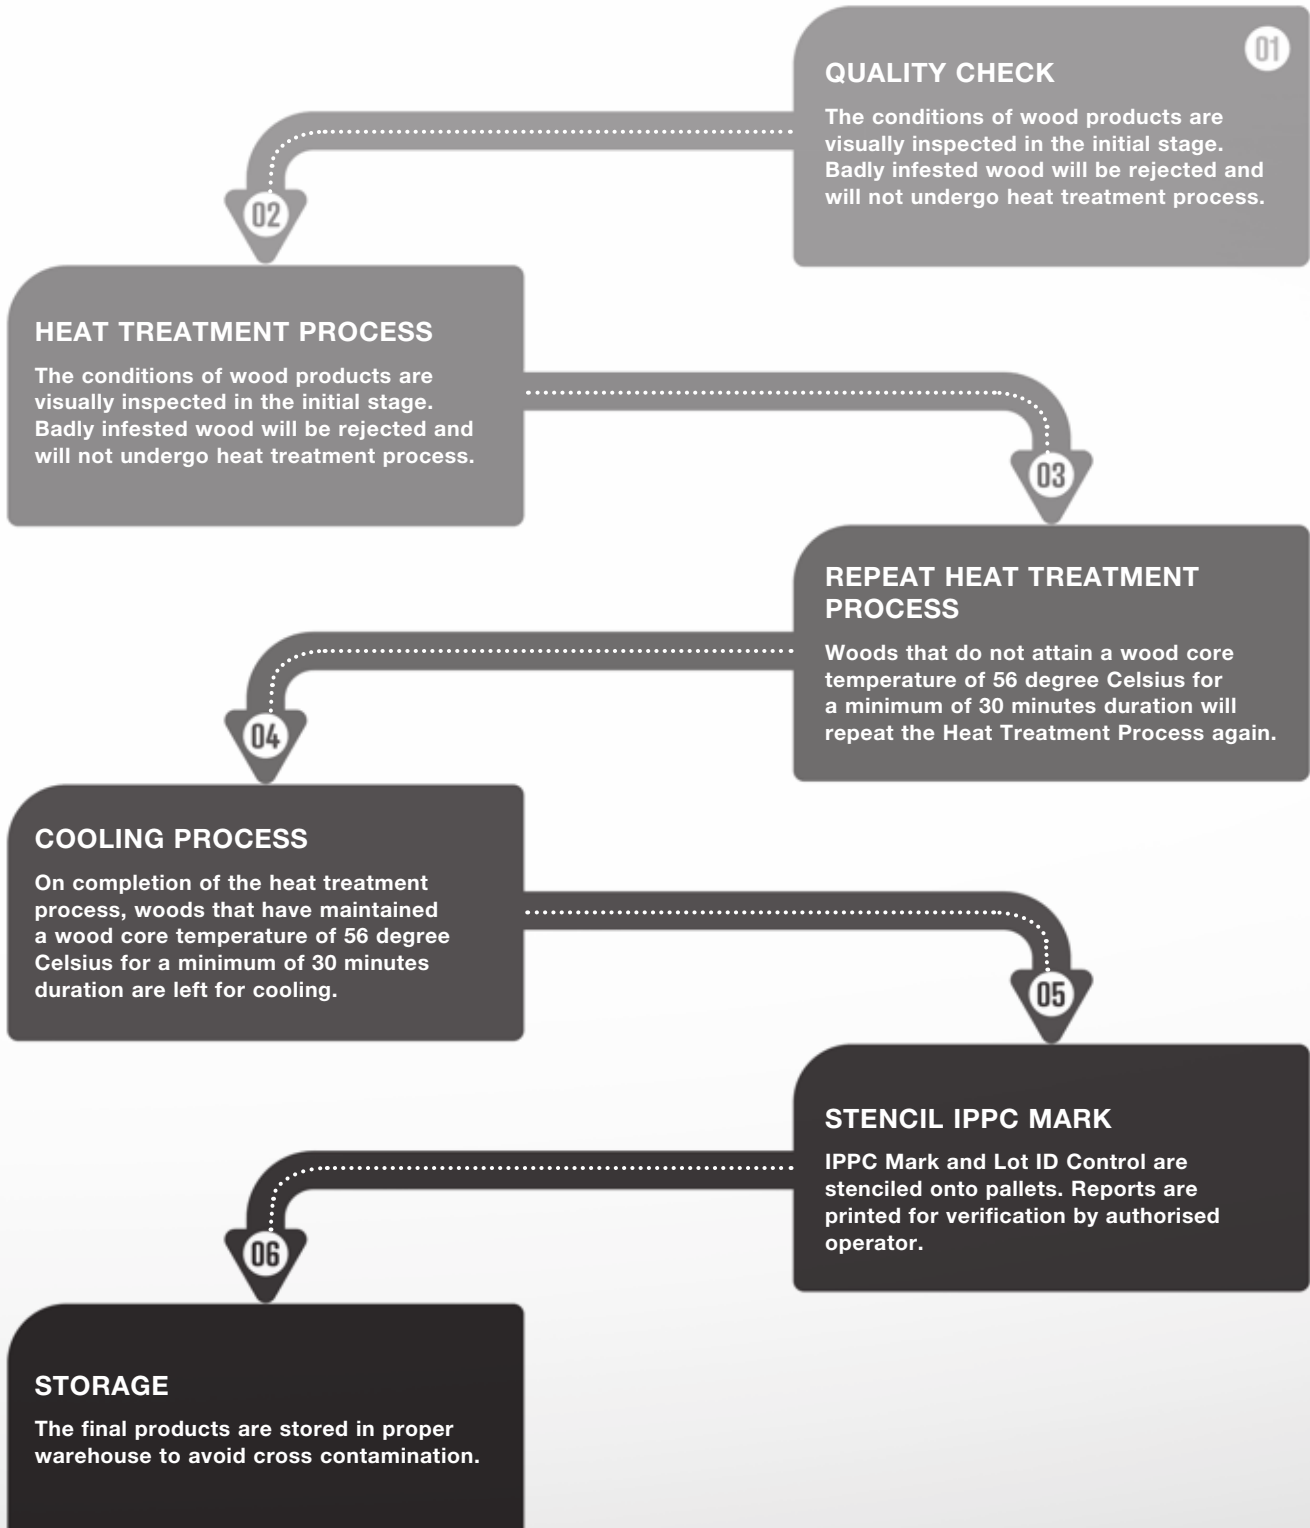 01
QUALITY CHECK
The conditions of wood products are
visually inspected in the initial stage.
Badly infested wood will be rejected and
will not undergo heat treatment process.
02
HEAT TREATMENT PROCESS
The conditions of wood products are
visually inspected in the initial stage.
Badly infested wood will be rejected and
will not undergo heat treatment process.
03
REPEAT HEAT TREATMENT
PROCESS
Woods that do not attain a wood core
temperature of 56 degree Celsius for
a minimum of 30 minutes duration will
repeat the Heat Treatment Process again.
04
COOLING PROCESS
On completion of the heat treatment
process, woods that have maintained
a wood core temperature of 56 degree
Celsius for a minimum of 30 minutes
duration are left for cooling.
05
STENCIL IPPC MARK
IPPC Mark and Lot ID Control are
stenciled onto pallets. Reports are
printed for verification by authorised
operator.
06
STORAGE
The final products are stored in proper
warehouse to avoid cross contamination.